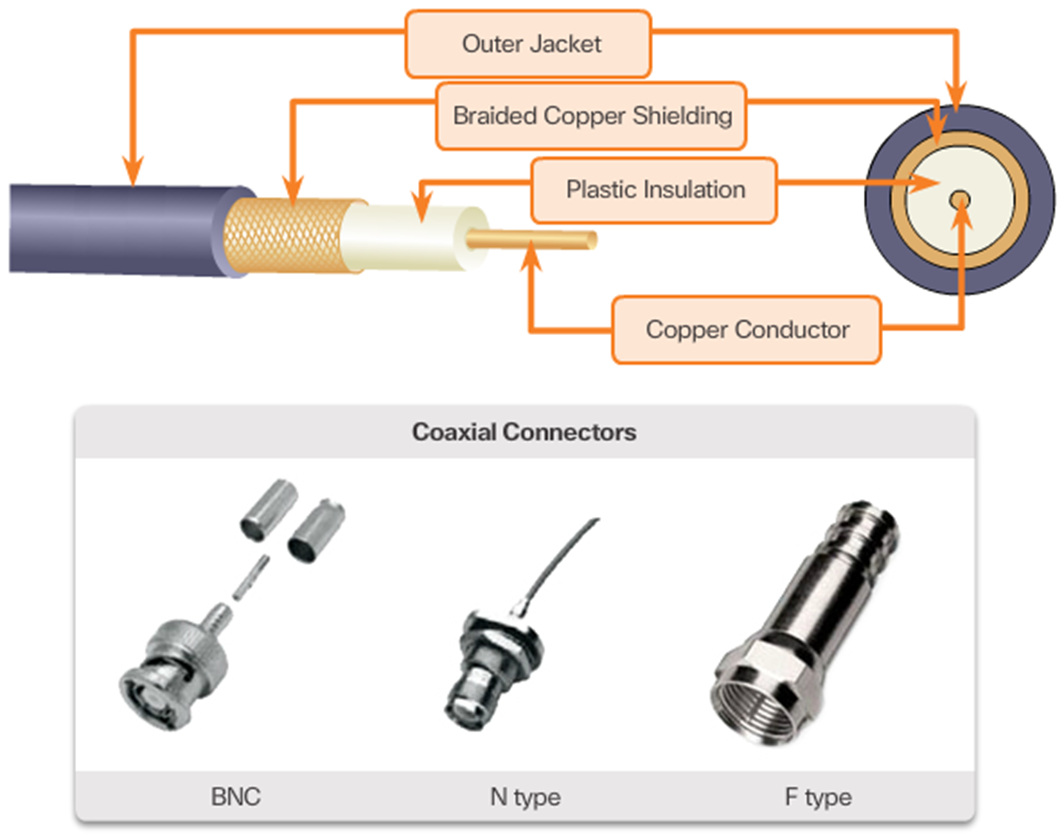 Outer Jacket
Braided Copper Shielding
Plastic Insulation
Copper Conductor
Coaxial Connectors
BNC
N type
F type